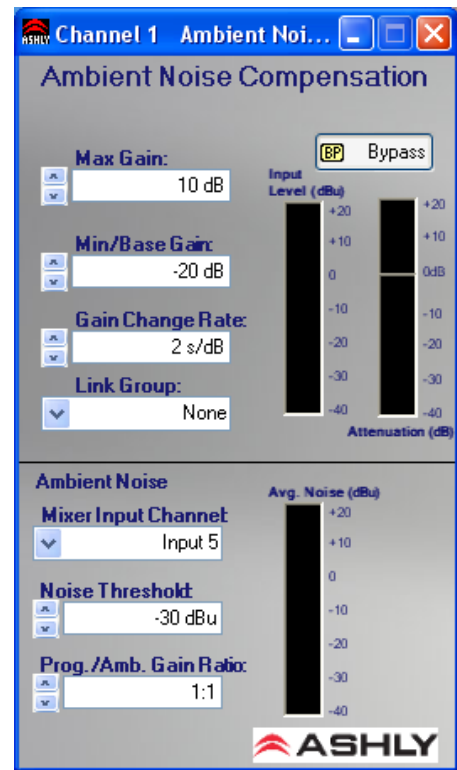 ASHLY Channel 1 Ambient Noi...
Ambient Noise Compensation
BP Bypass
Max Gain:
10 dB
Input
Level (dBu)
+20
+10
0
-10
-20
-30
-40
+20
+10
0dB
-10
-20
-30
-40
Attenuation (dB)
Min/Base Gain:
-20 dB
Gain Change Rate:
2 s/dB
Link Group:
None
Ambient Noise
Mixer Input Channel:
Input 5
Noise Threshold:
-30 dBu
Prog./Amb. Gain Ratio:
1:1
Avg. Noise (dBu)
+20
+10
0
-10
-20
-30
-40
ASHLY